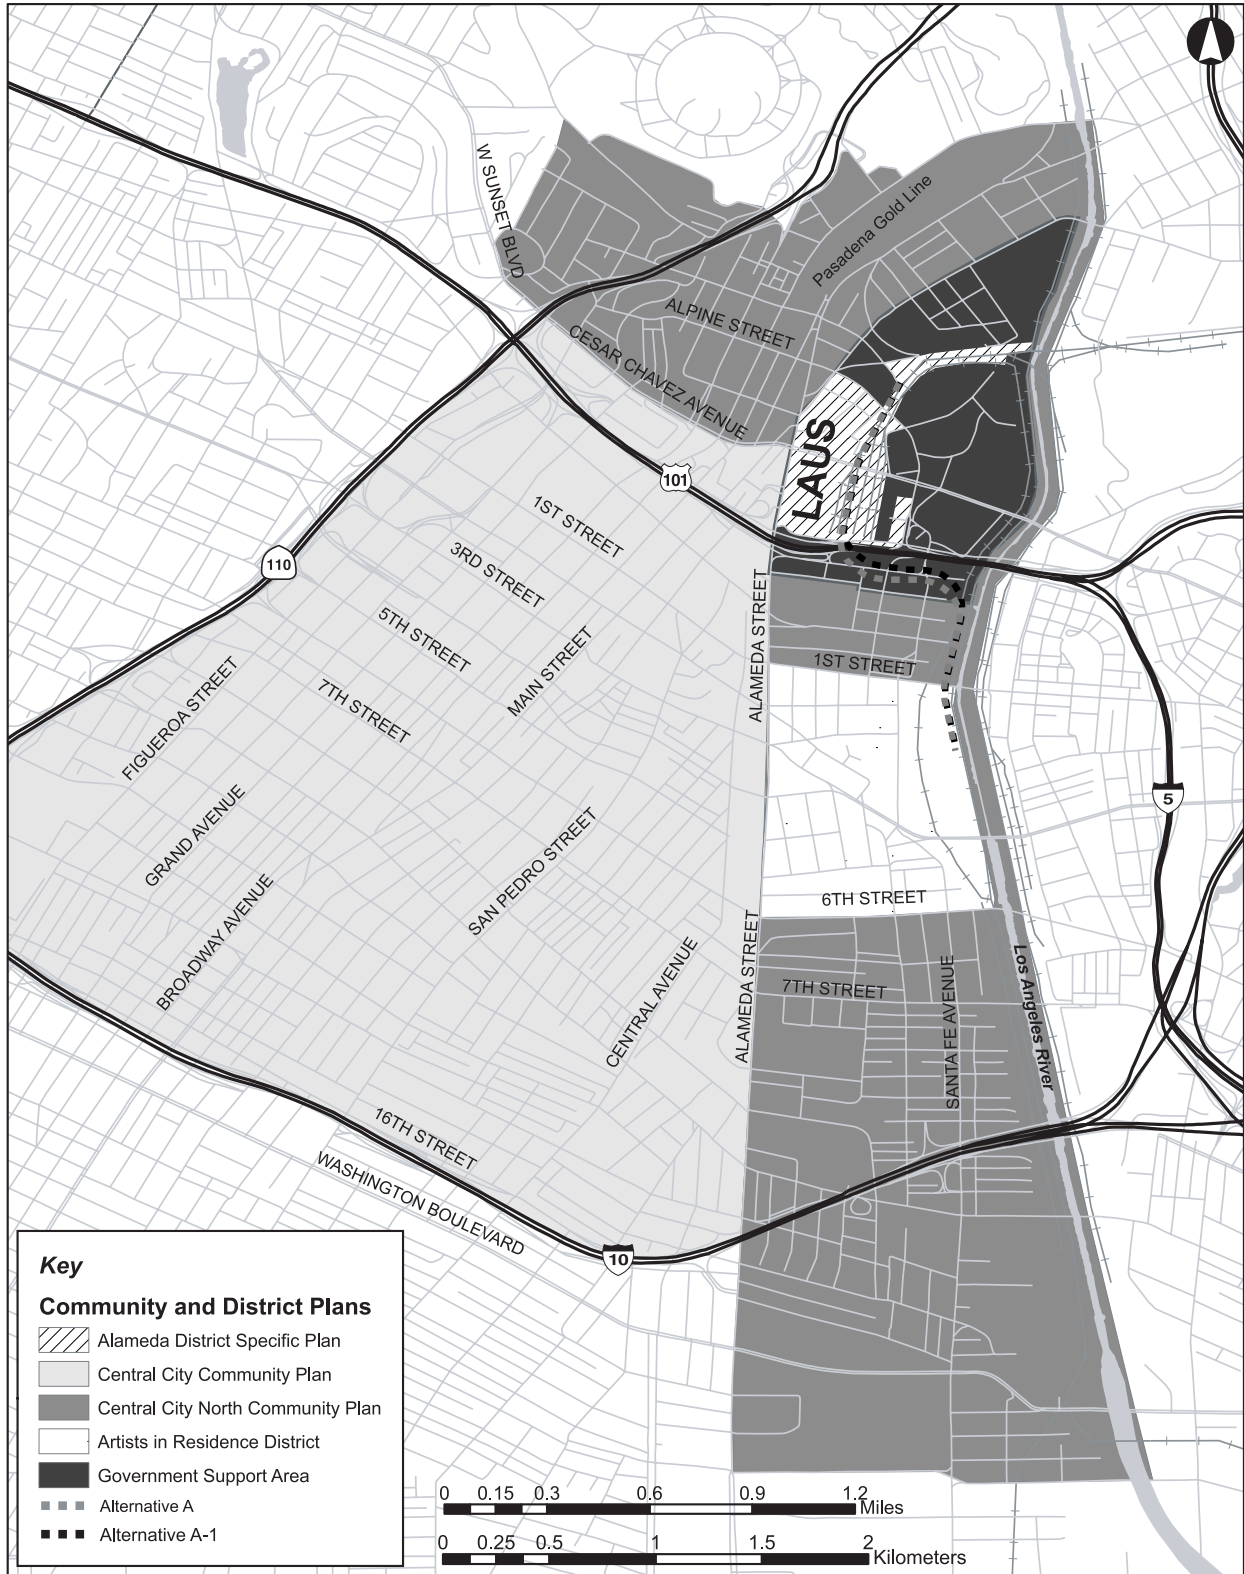 W SUNSET BLVD
Pasadena Gold Line
ALPINE STREET
CESAR CHAVEZ AVENUE
LAUS
101
1ST STREET
3RD STREET
110
5TH STREET
MAIN STREET
ALAMEDA STREET
1ST STREET
FIGUEROA STREET
7TH STREET
5
GRAND AVENUE
SAN PEDRO STREET
BROADWAY AVENUE
6TH STREET
ALAMEDA STREET
CENTRAL AVENUE
7TH STREET
SANTA FE AVENUE
Los Angeles River
16TH STREET
WASHINGTON BOULEVARD
10
Key
Community and District Plans
Alameda District Specific Plan
Central City Community Plan
Central City North Community Plan
Artists in Residence District
Government Support Area
Alternative A
Alternative A-1
0 0.15 0.3 0.6 0.9 1.2
Miles
0 0.25 0.5 1 1.5 2
Kilometers